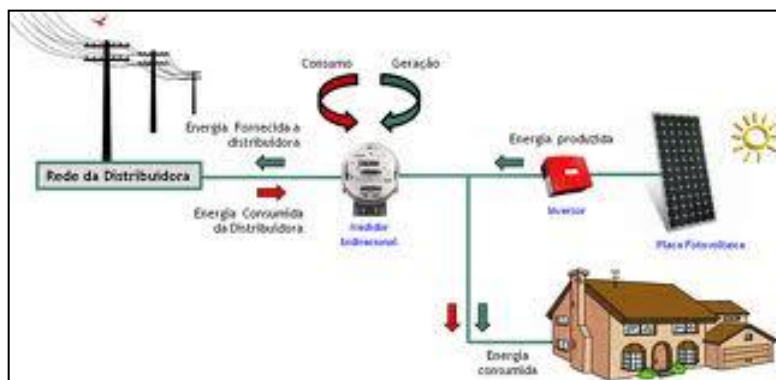 Consumo
Geração
Energia Fornecida a
distribuidora
Energia produzida
Rede da Distribuidora
Energia Consumida
da Distribuidora
medidor
bidirecional
Inversor
Placa Fotovoltaica
Energia
consumida